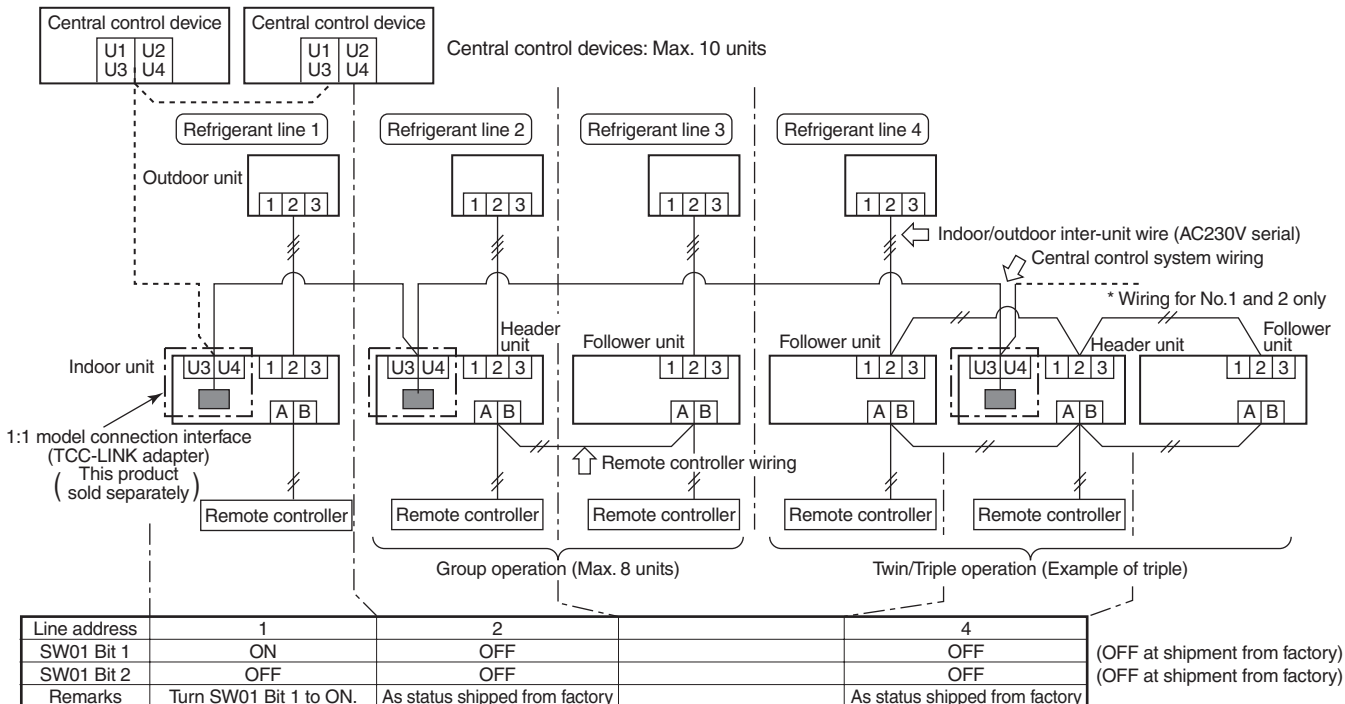 Central control device
U1 U2
U3 U4
Central control device
U1 U2
U3 U4
Central control devices: Max. 10 units
Refrigerant line 1
Refrigerant line 2
Refrigerant line 3
Refrigerant line 4
Outdoor unit
1 2 3
1 2 3
1 2 3
1 2 3
Indoor/outdoor inter-unit wire (AC230V serial)
Central control system wiring
* Wiring for No.1 and 2 only
Indoor unit
U3 U4
1 2 3
A B
U3 U4
Header
unit
1 2 3
A B
Follower unit
1 2 3
A B
Follower unit
1 2 3
A B
U3 U4
Header unit
1 2 3
A B
Follower
unit
1 2 3
A B
1:1 model connection interface
(TCC-LINK adapter)
( This product
sold separately )
Remote controller wiring
Remote controller
Remote controller
Remote controller
Remote controller
Remote controller
Group operation (Max. 8 units)
Twin/Triple operation (Example of triple)
Line address 1 2 4
SW01 Bit 1 ON OFF OFF (OFF at shipment from factory)
SW01 Bit 2 OFF OFF OFF (OFF at shipment from factory)
Remarks Turn SW01 Bit 1 to ON. As status shipped from factory As status shipped from factory